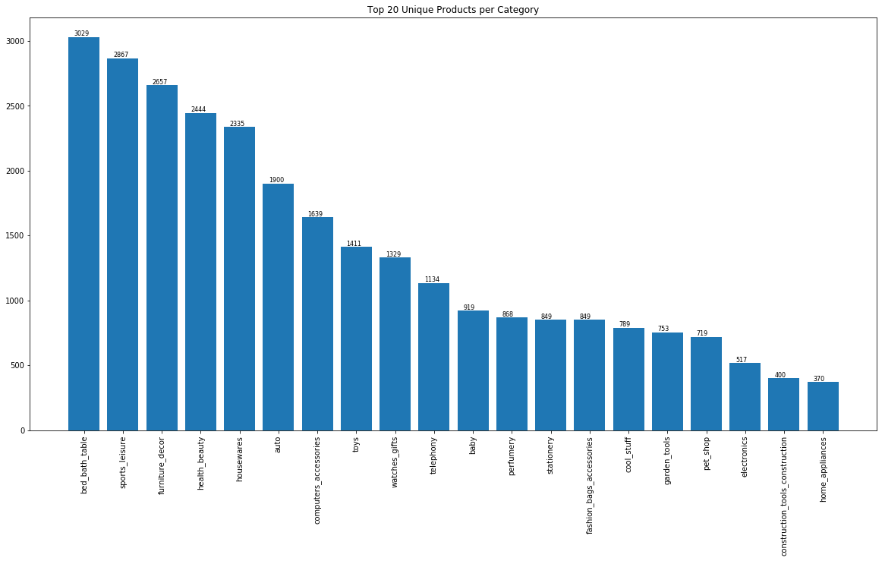 Top 20 Unique Products per Category
3000
2500
2000
1500
1000
500
0
3029
2867
2657
2444
2335
1900
1639
1411
1329
1134
919
868
849
849
789
753
719
517
400
370
bed_bath_table
sports_leisure
furniture_decor
health_beauty
housewares
auto
computers_accessories
toys
watches_gifts
telephony
baby
perfumery
stationery
fashion_bags_accessories
cool_stuff
garden_tools
pet_shop
electronics
construction_tools_construction
home_appliances